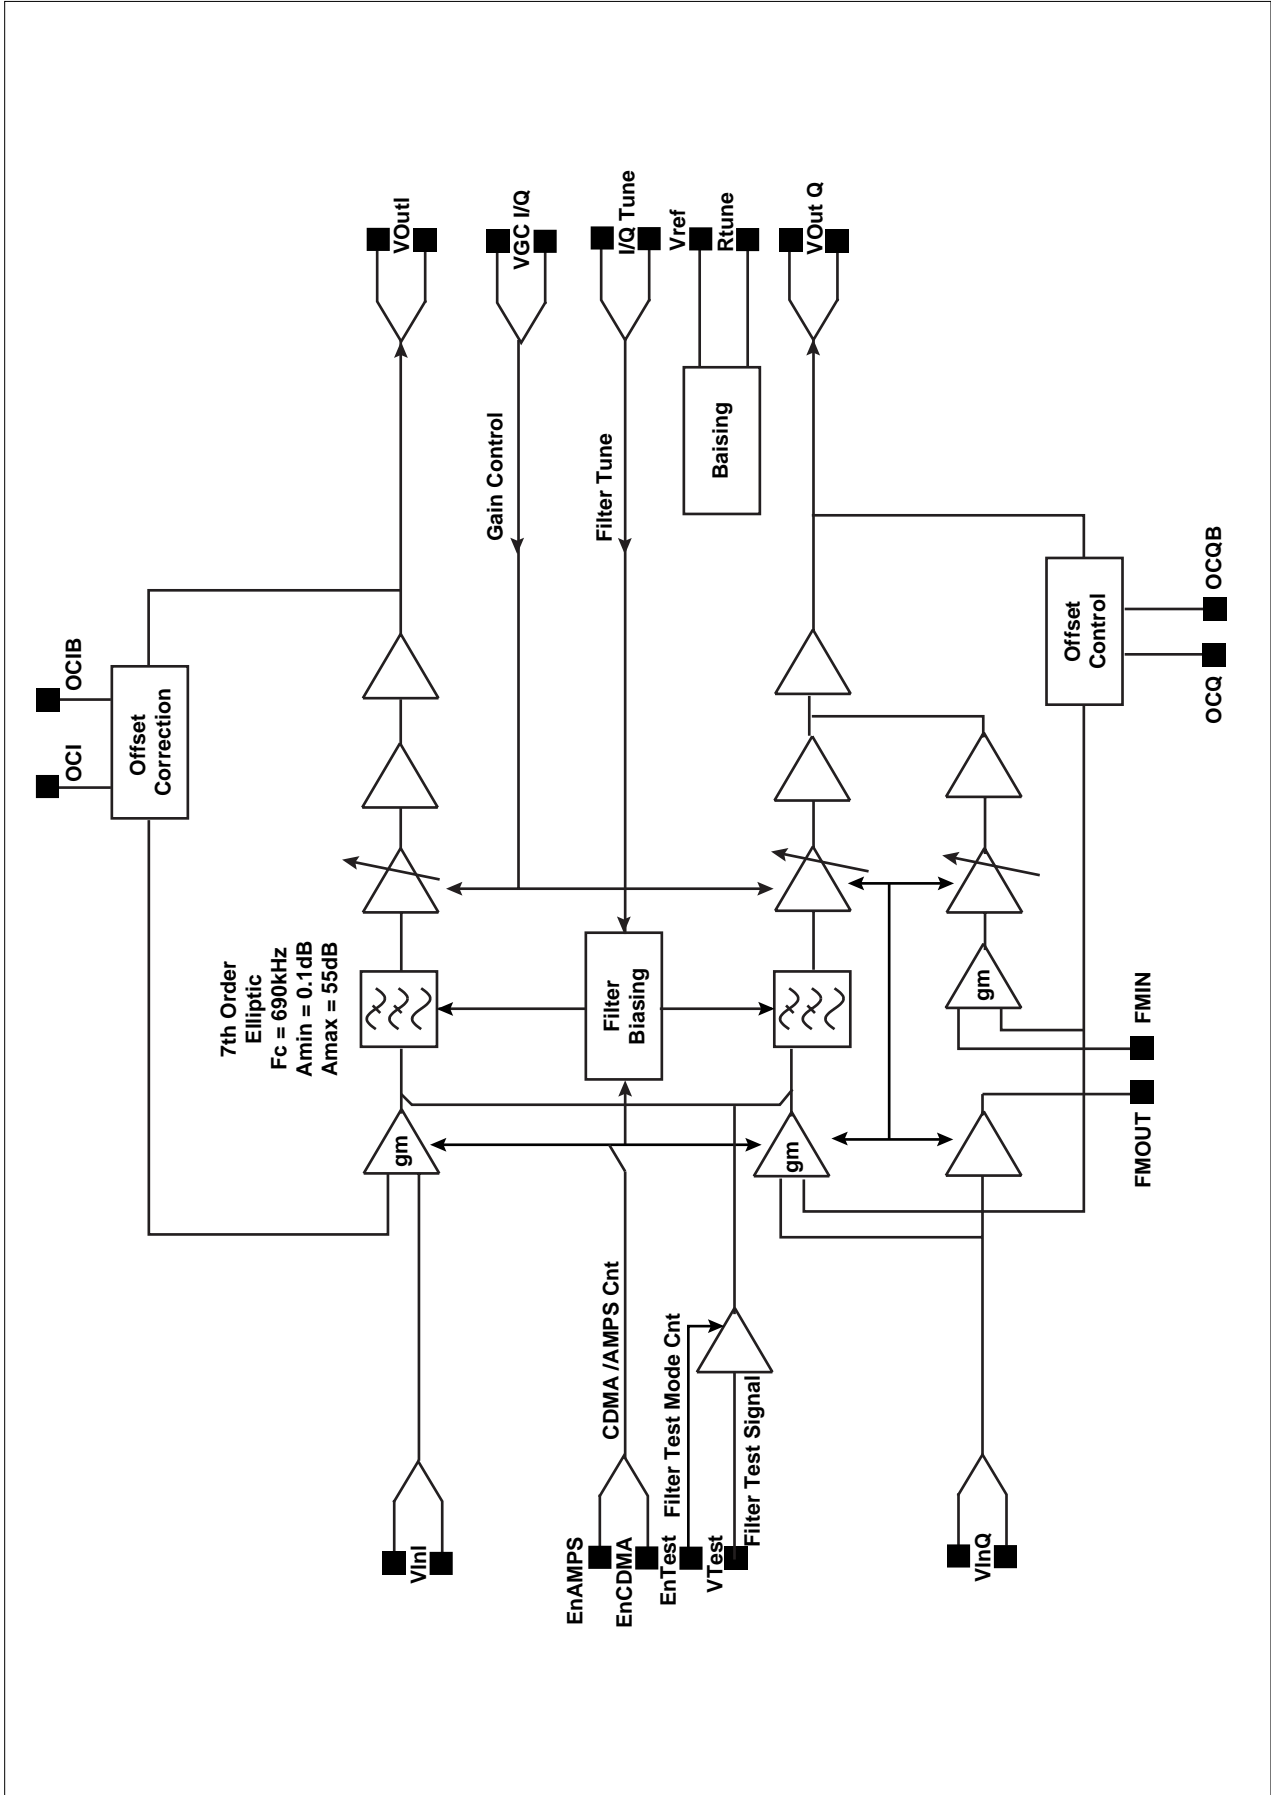 OCI
OCIB
Offset
Correction
7th Order
Elliptic
Fc = 690kHz
Amin = 0.1dB
Amax = 55dB
VInI
gm
VOutI
Gain Control
VGC I/Q
EnAMPS
EnCDMA
CDMA /AMPS Cnt
Filter
Biasing
Filter Tune
I/Q Tune
EnTest
Filter Test Mode Cnt
VTest
Filter Test Signal
Baising
Vref
Rtune
gm
VOut Q
VInQ
gm
Offset
Control
FMOUT
FMIN
OCQ
OCQB